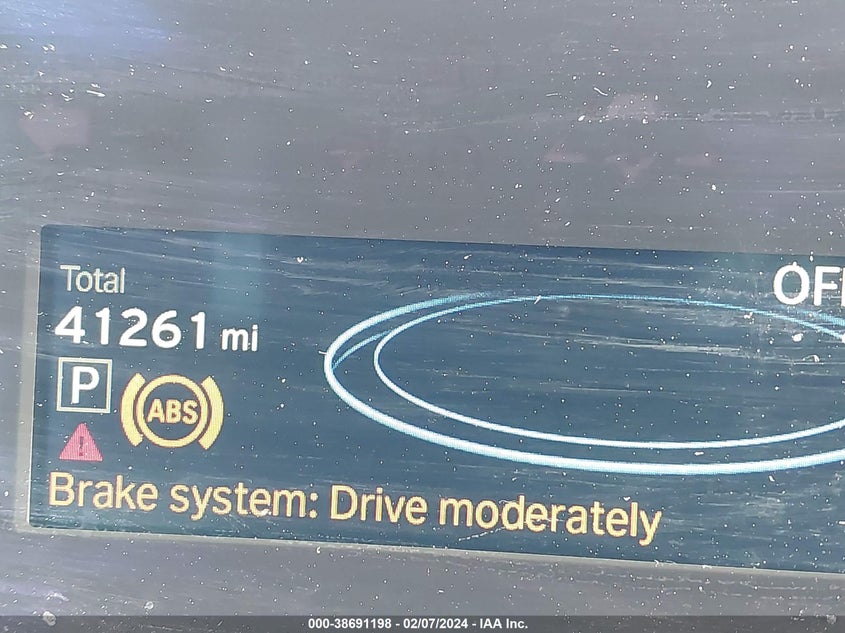 Total
41261 mi
P
ABS
Brake system: Drive moderately
000-38691198 - 02/07/2024 - IAA Inc.